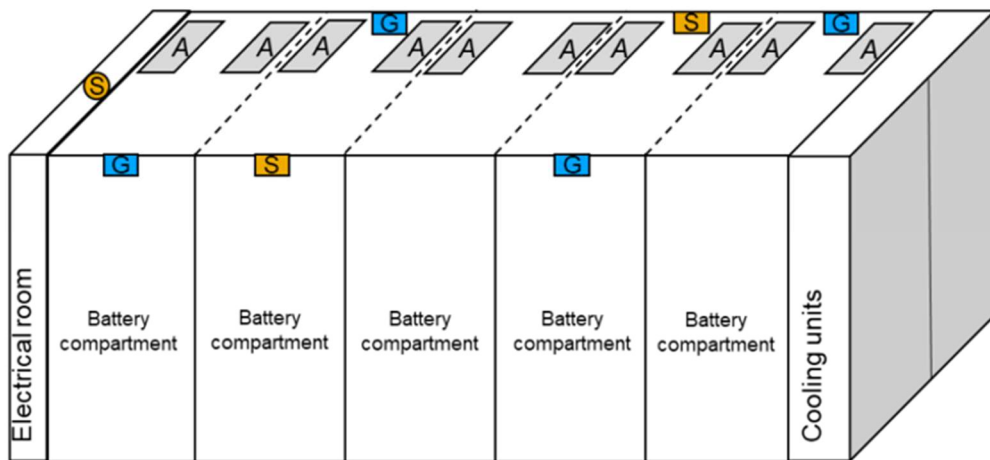 G S G
A A A A A A A A A A
S
G S G
Battery compartment
Battery compartment
Battery compartment
Battery compartment
Battery compartment
Electrical room
Cooling units